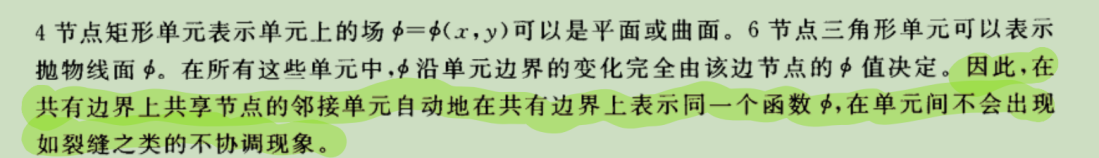 4 节点矩形单元表示单元上的场 ϕ=ϕ(x,y)可以是平面或曲面。6 节点三角形单元可以表示
抛物线面 ϕ。在所有这些单元中,ϕ 沿单元边界的变化完全由该边节点的 ϕ 值决定。因此,在
共有边界上共享节点的邻接单元自动地在共有边界上表示同一个函数 ϕ,在单元间不会出现
如裂缝之类的不协调现象。